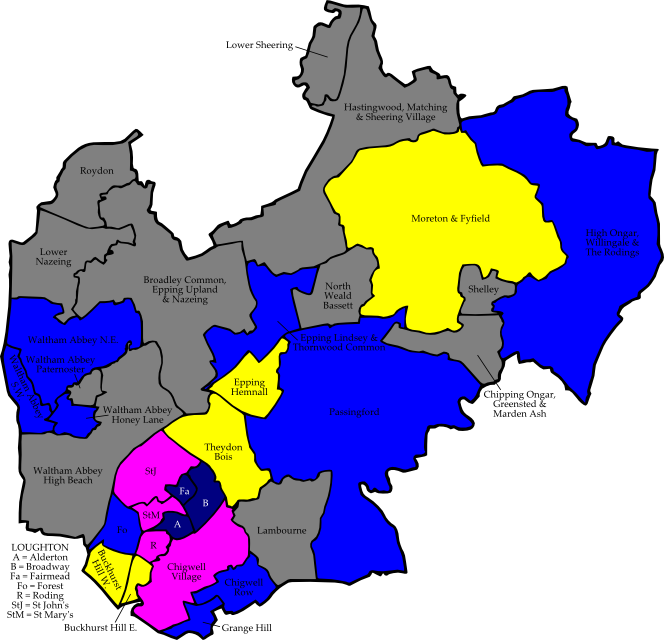 Lower Sheering
Hastingwood, Matching
& Sheering Village
Roydon
Moreton & Fyfield
High Ongar,
Willingale &
The Rodings
Lower
Nazeing
Broadley Common,
Epping Upland
& Nazeing
North
Weald
Bassett
Shelley
Waltham Abbey N.E.
Epping Lindsey &
Thornwood Common
Waltham Abbey
Paternoster
Waltham Abbey
S.W.
Epping
Hemnall
Chipping Ongar,
Greensted &
Marden Ash
Waltham Abbey
Honey Lane
Passingford
Theydon
Bois
Waltham Abbey
High Beach
StJ
Fa
B
StM
A
Fo
Lambourne
R
LOUGHTON
A = Alderton
B = Broadway
Fa = Fairmead
Fo = Forest
R = Roding
StJ = St John's
StM = St Mary's
Buckhurst
Hill W.
Chigwell
Village
Chigwell
Row
Buckhurst Hill E.
Grange Hill